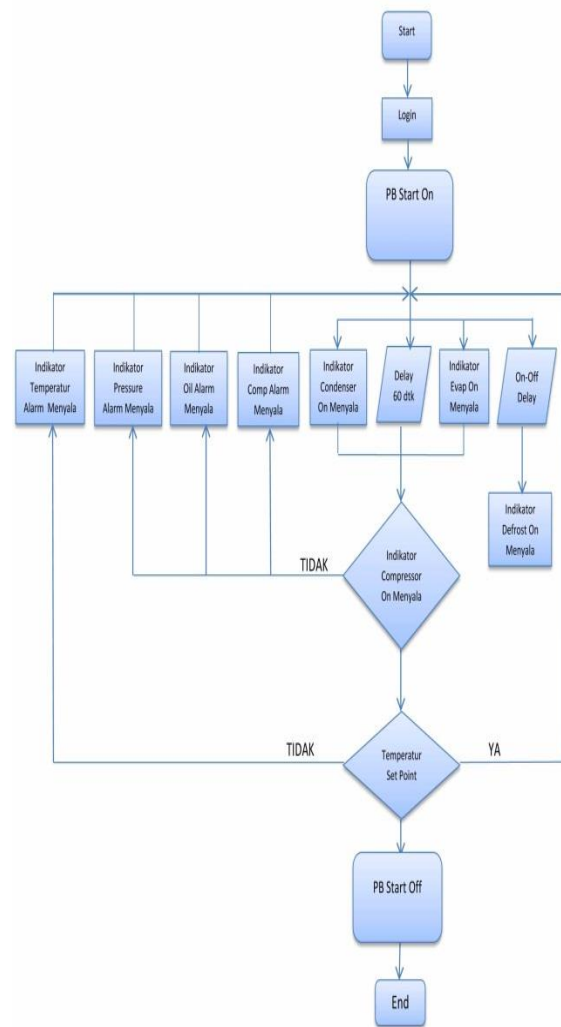 Start
Login
PB Start On
Indikator
Temperatur
Alarm Menyala
Indikator
Pressure
Alarm Menyala
Indikator
Oil Alarm
Menyala
Indikator
Comp Alarm
Menyala
Indikator
Condenser
On Menyala
Delay
60 dtk
Indikator
Evap On
Menyala
On-Off
Delay
Indikator
Defrost On
Menyala
Indikator
Compressor
On Menyala
TIDAK
Temperatur
Set Point
TIDAK
YA
PB Start Off
End